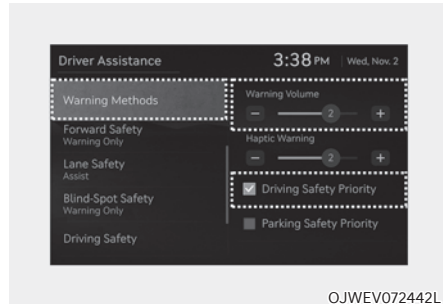 Driver Assistance
3:38 PM Wed, Nov. 2
Warning Methods
Forward Safety
Warning Only
Lane Safety
Assist
Blind-Spot Safety
Warning Only
Driving Safety
Warning Volume
− 2 +
Haptic Warning
− 2 +
Driving Safety Priority
Parking Safety Priority
OJWEV072442L